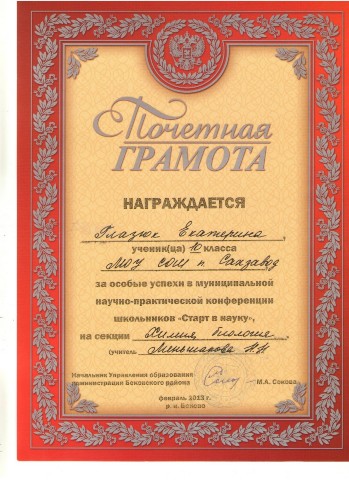 Почетная
ГРАМОТА
НАГРАЖДАЕТСЯ
Глазюк Екатерина
ученик(ца) 10 класса
МОУ СОШ п. Сахзавод
за особые успехи в муниципальной
научно-практической конференции
школьников «Старт в науку»,
на секции Химия, биология
(учитель Меньшарова Н.Н.
Начальник Управления образования
администрации Бековского района М.А. Сокова
февраль 2013 г.
р. п. Беково